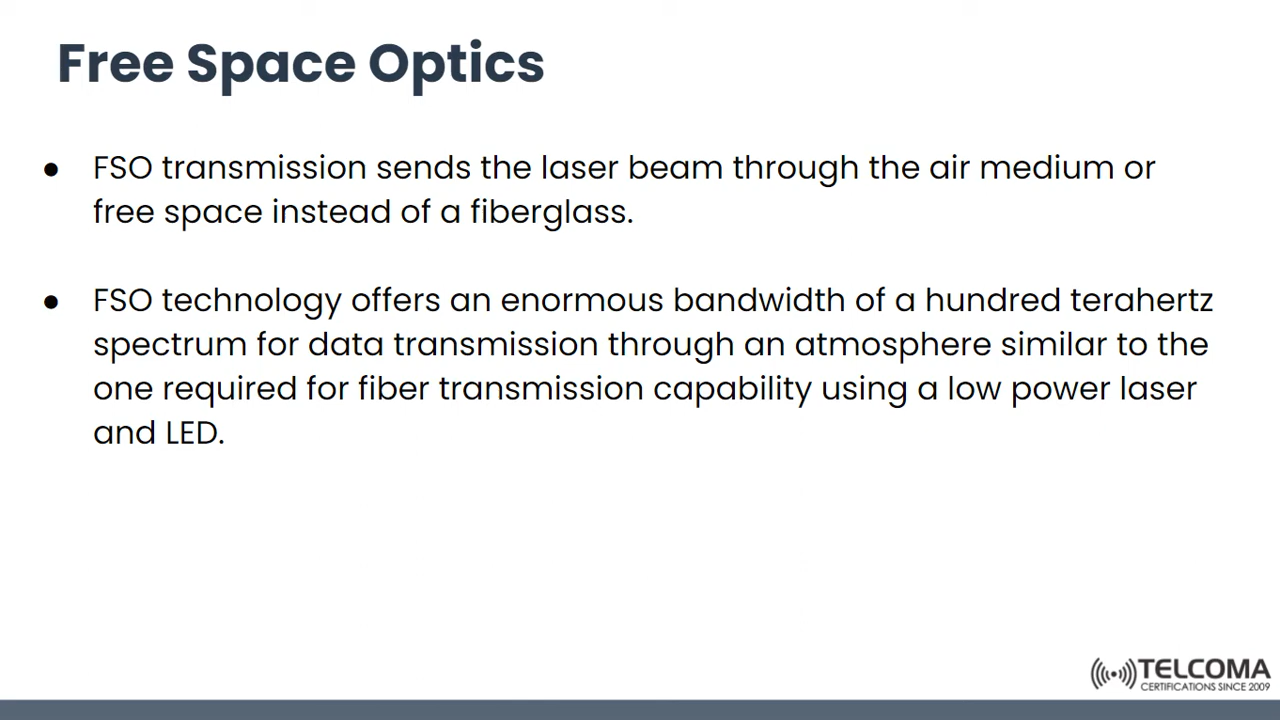 Free Space Optics
● FSO transmission sends the laser beam through the air medium or
free space instead of a fiberglass.
● FSO technology offers an enormous bandwidth of a hundred terahertz
spectrum for data transmission through an atmosphere similar to the
one required for fiber transmission capability using a low power laser
and LED.
TELCOMA
CERTIFICATIONS SINCE 2009